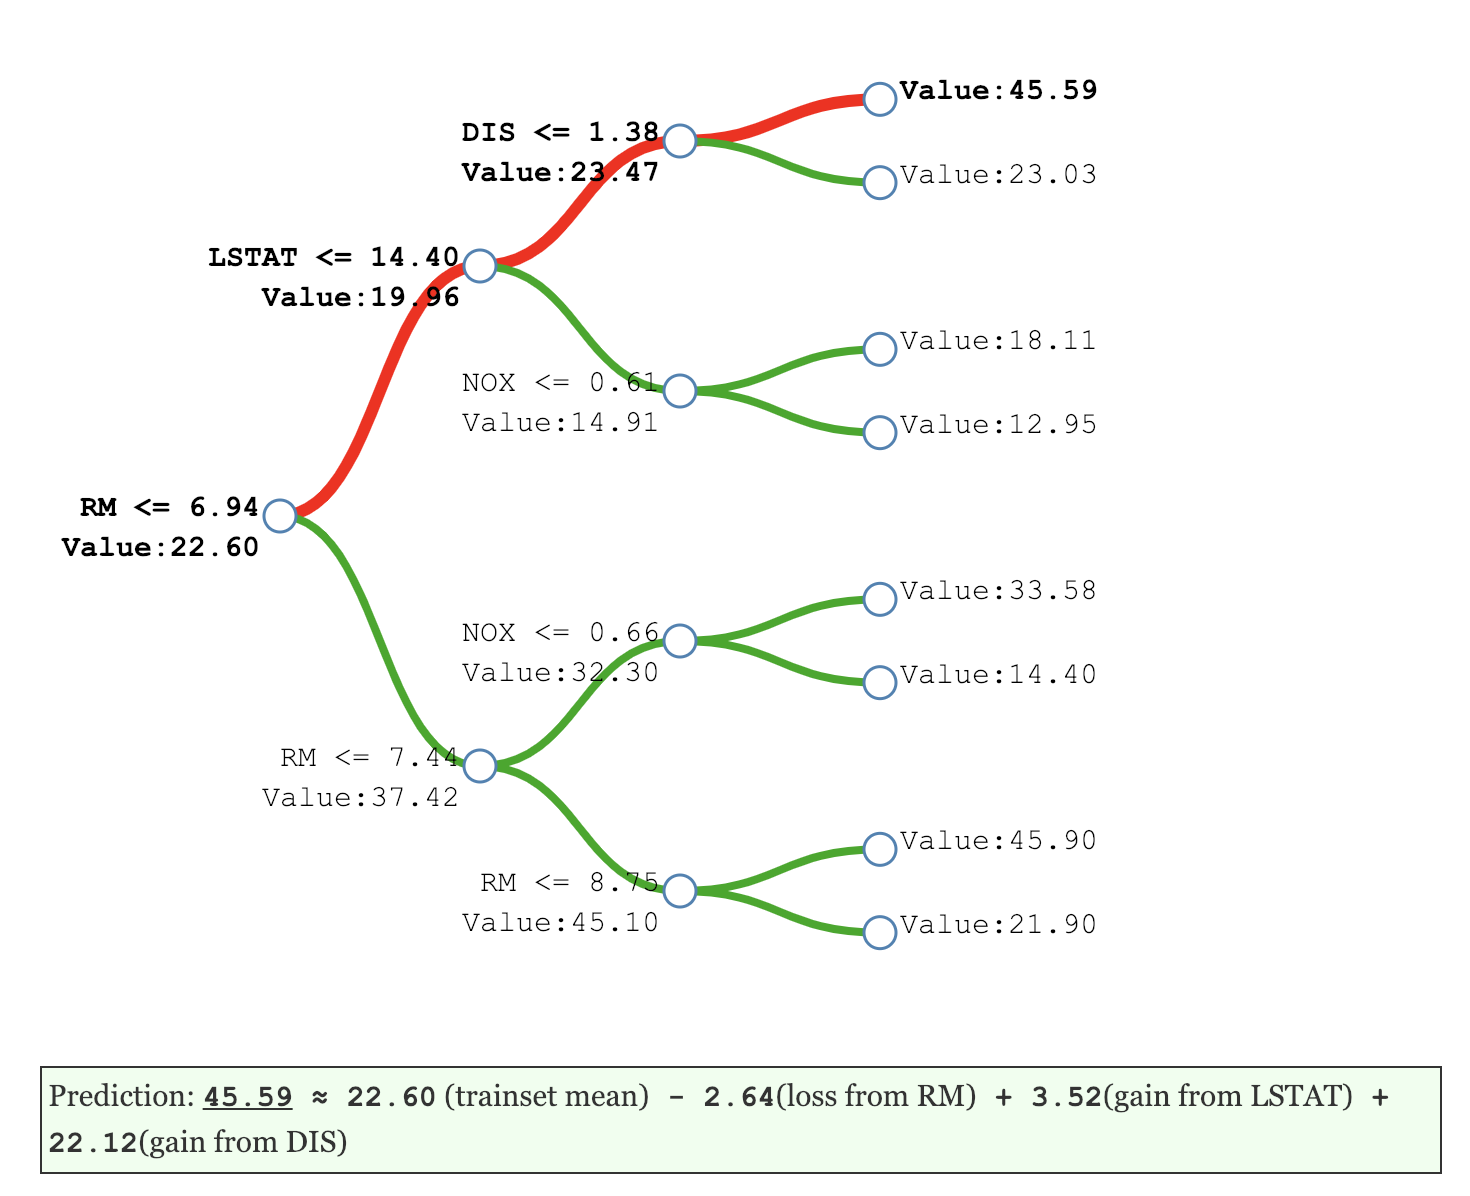 Value:45.59
DIS <= 1.38
Value:23.47
Value:23.03
LSTAT <= 14.40
Value:19.96
Value:18.11
NOX <= 0.61
Value:14.91
Value:12.95
RM <= 6.94
Value:22.60
Value:33.58
NOX <= 0.66
Value:32.30
Value:14.40
RM <= 7.44
Value:37.42
Value:45.90
RM <= 8.75
Value:45.10
Value:21.90
Prediction: 45.59 ≈ 22.60 (trainset mean) - 2.64(loss from RM) + 3.52(gain from LSTAT) +
22.12(gain from DIS)